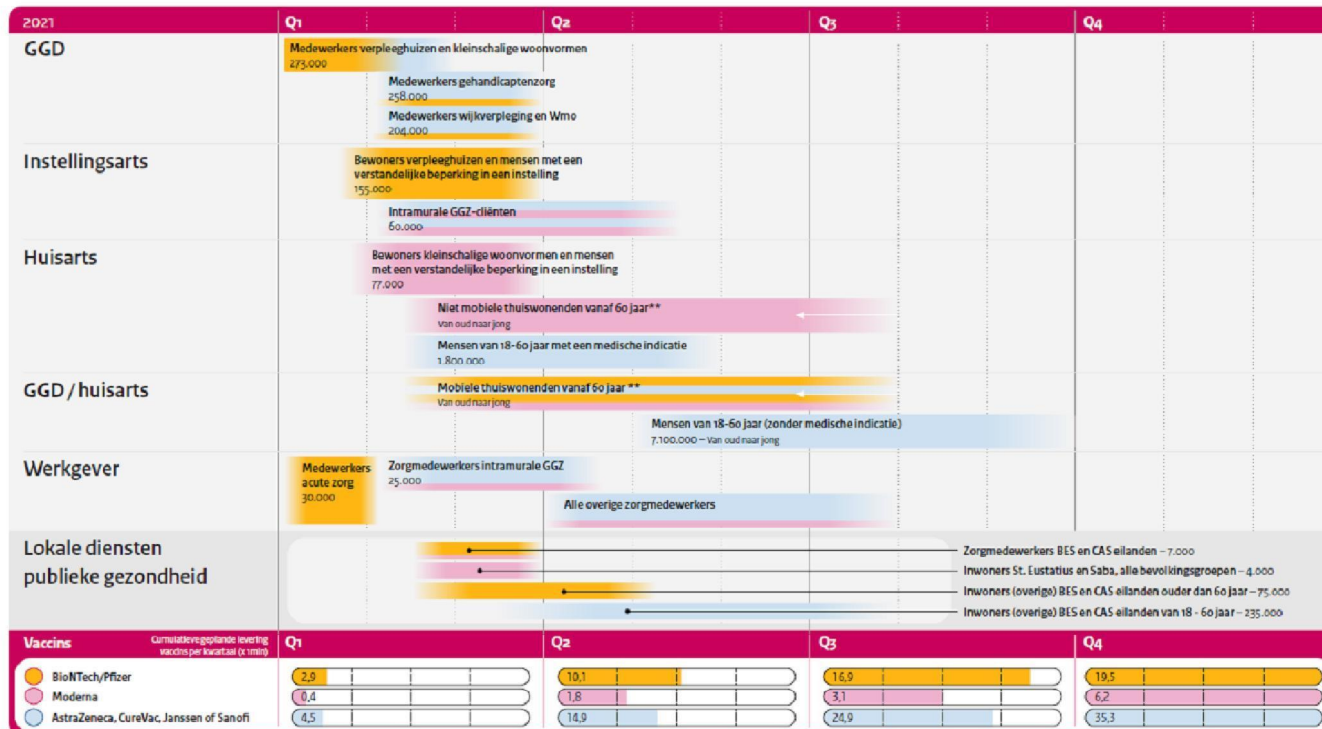 2021 Q1 Q2 Q3 Q4
GGD
Medewerkers verpleeghuizen en kleinschalige woonvormen
273.000
Medewerkers gehandicaptenzorg
258.000
Medewerkers wijkverpleging en Wmo
204.000
Instellingsarts
Bewoners verpleeghuizen en mensen met een
verstandelijke beperking in een instelling
155.000
Intramurale GGZ-cliënten
60.000
Huisarts
Bewoners kleinschalige woonvormen en mensen
met een verstandelijke beperking in een instelling
77.000
Niet mobiele thuiswonenden vanaf 60 jaar**
Van oud naar jong
Mensen van 18-60 jaar met een medische indicatie
1.800.000
GGD / huisarts
Mobiele thuiswonenden vanaf 60 jaar **
Van oud naar jong
Mensen van 18-60 jaar (zonder medische indicatie)
7.100.000 – Van oud naar jong
Werkgever
Medewerkers
acute zorg
30.000
Zorgmedewerkers intramurale GGZ
25.000
Alle overige zorgmedewerkers
Lokale diensten
publieke gezondheid
Zorgmedewerkers BES en CAS eilanden – 7.000
Inwoners St. Eustatius en Saba, alle bevolkingsgroepen – 4.000
Inwoners (overige) BES en CAS eilanden ouder dan 60 jaar – 75.000
Inwoners (overige) BES en CAS eilanden van 18 - 60 jaar – 235.000
Vaccins
Cumulatieve geplande levering
vaccins per kwartaal (x 1 mln)
Q1 Q2 Q3 Q4
BioNTech/Pfizer 2,9 10,1 16,9 19,5
Moderna 0,4 1,8 3,1 6,2
AstraZeneca, CureVac, Janssen of Sanofi 4,5 14,9 24,9 35,3